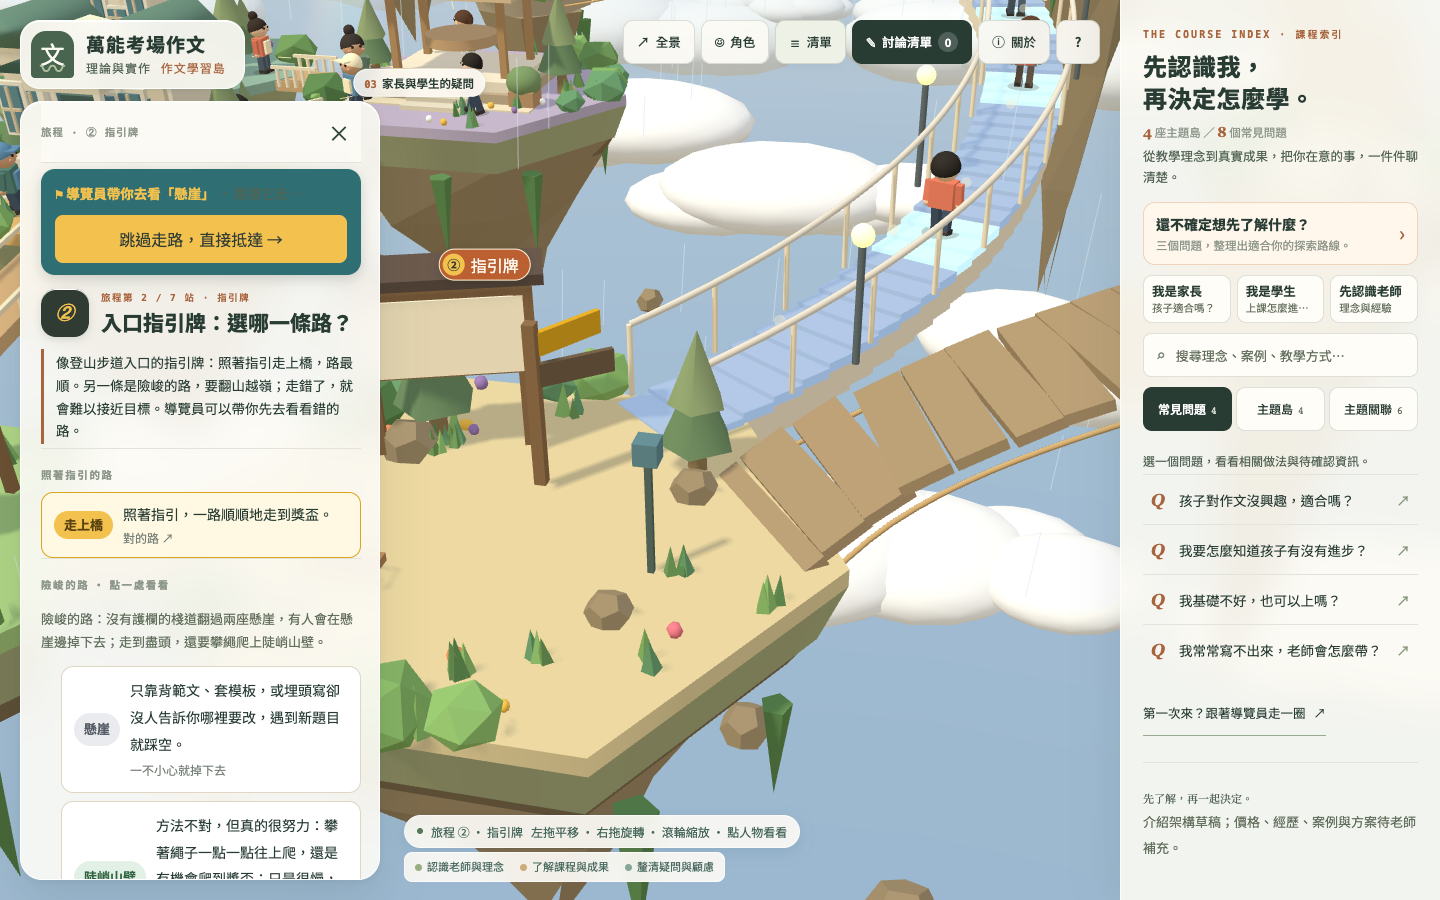 文
萬能考場作文
理論與實作 作文學習島
03 家長與學生的疑問
↗ 全景
☺ 角色
≡ 清單
✎ 討論清單 0
ⓘ 關於
?
旅程 · ② 指引牌
⚑ 導覽員帶你去看「懸崖」
跳過走路，直接抵達 →
②
旅程第 2 / 7 站 · 指引牌
入口指引牌：選哪一條路？
像登山步道入口的指引牌：照著指引走上橋，路最
順。另一條是險峻的路，要翻山越嶺；走錯了，就
會難以接近目標。導覽員可以帶你先去看看錯的
路。
照著指引的路
走上橋
照著指引，一路順順地走到獎盃。
對的路 ↗
險峻的路 · 點一處看看
險峻的路：沒有護欄的棧道翻過兩座懸崖，有人會在懸
崖邊掉下去；走到盡頭，還要攀繩爬上陡峭山壁。
懸崖
只靠背範文、套模板，或埋頭寫卻
沒人告訴你哪裡要改，遇到新題目
就踩空。
一不小心就掉下去
陡峭山壁
方法不對，但真的很努力：攀
著繩子一點一點往上爬，還是
有機會爬到獎盃；只是很慢，
② 指引牌
旅程 ② · 指引牌 左拖平移 · 右拖旋轉 · 滾輪縮放 · 點人物看看
認識老師與理念
了解課程與成果
釐清疑問與顧慮
THE COURSE INDEX · 課程索引
先認識我，
再決定怎麼學。
4 座主題島 ／ 8 個常見問題
從教學理念到真實成果，把你在意的事，一件件聊
清楚。
還不確定想先了解什麼？
三個問題，整理出適合你的探索路線。
›
我是家長
孩子適合嗎？
我是學生
上課怎麼進…
先認識老師
理念與經驗
搜尋理念、案例、教學方式…
常見問題 4
主題島 4
主題關聯 6
選一個問題，看看相關做法與待確認資訊。
Q 孩子對作文沒興趣，適合嗎？ ↗
Q 我要怎麼知道孩子有沒有進步？ ↗
Q 我基礎不好，也可以上嗎？ ↗
Q 我常常寫不出來，老師會怎麼帶？ ↗
第一次來？跟著導覽員走一圈 ↗
先了解，再一起決定。
介紹架構草稿；價格、經歷、案例與方案待老師
補充。